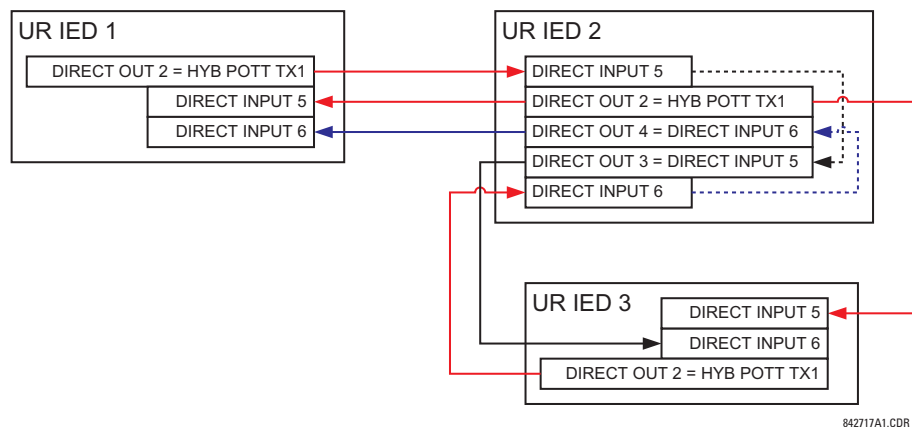 UR IED 1
DIRECT OUT 2 = HYB POTT TX1
DIRECT INPUT 5
DIRECT INPUT 6
UR IED 2
DIRECT INPUT 5
DIRECT OUT 2 = HYB POTT TX1
DIRECT OUT 4 = DIRECT INPUT 6
DIRECT OUT 3 = DIRECT INPUT 5
DIRECT INPUT 6
UR IED 3
DIRECT INPUT 5
DIRECT INPUT 6
DIRECT OUT 2 = HYB POTT TX1
842717A1.CDR